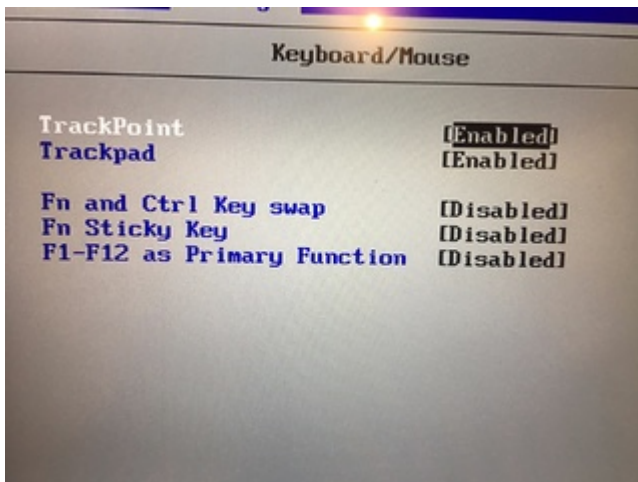 Keyboard/Mouse
TrackPoint [Enabled]
Trackpad [Enabled]
Fn and Ctrl Key swap [Disabled]
Fn Sticky Key [Disabled]
F1-F12 as Primary Function [Disabled]